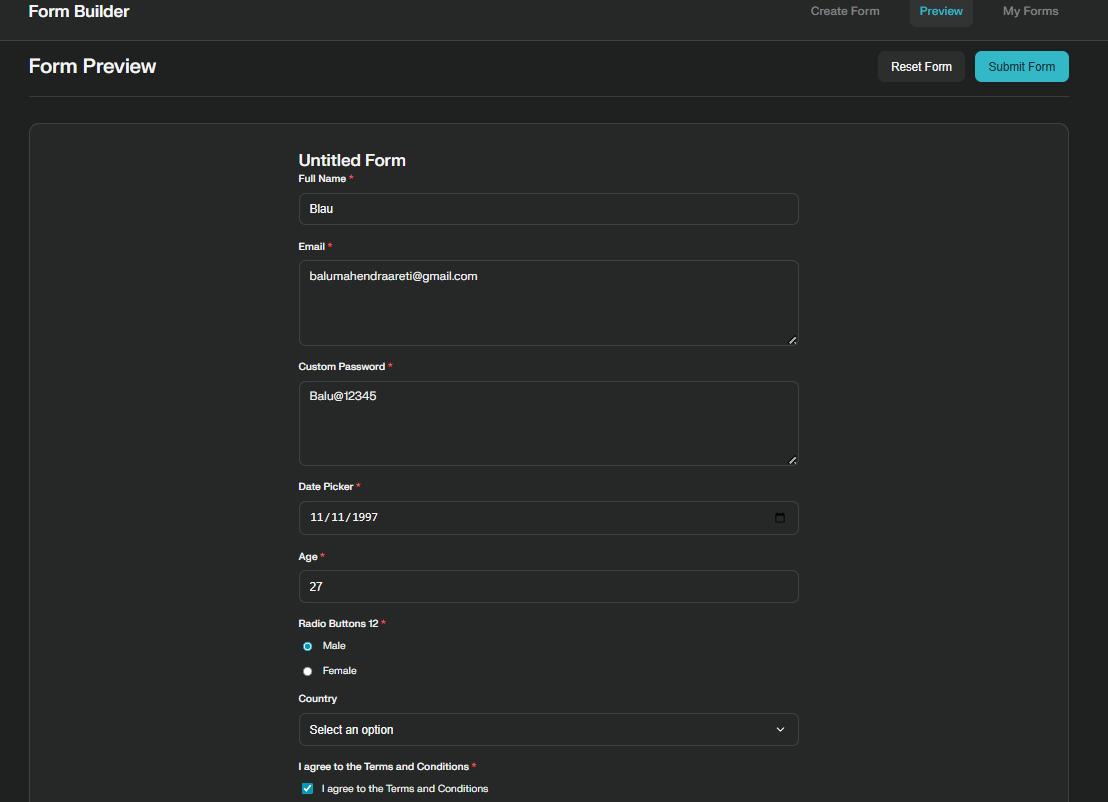 Form Builder
Create Form
Preview
My Forms
Form Preview
Reset Form
Submit Form
Untitled Form
Full Name *
Blau
Email *
balumahendraareti@gmail.com
Custom Password *
Balu@12345
Date Picker *
11/11/1997
Age *
27
Radio Buttons 12 *
Male
Female
Country
Select an option
I agree to the Terms and Conditions *
I agree to the Terms and Conditions